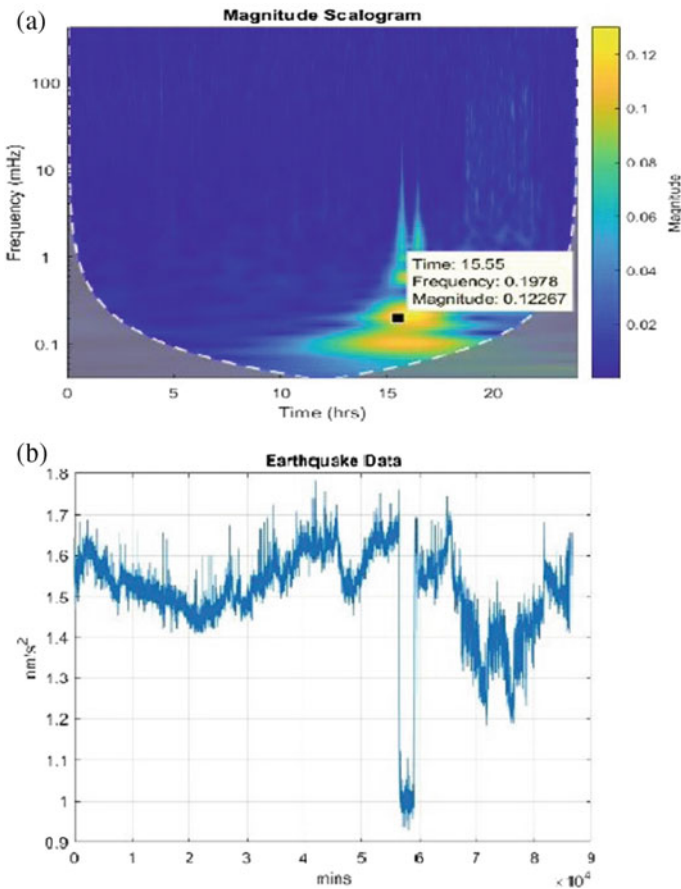 (a)
Magnitude Scalogram
Frequency (mHz)
100
10
1
0.1
Time: 15.55
Frequency: 0.1978
Magnitude: 0.12267
0 5 10 15 20
Time (hrs)
0.12
0.1
0.08
0.06
0.04
0.02
Magnitude
(b)
Earthquake Data
nm's²
1.8
1.7
1.6
1.5
1.4
1.3
1.2
1.1
1
0.9
0 1 2 3 4 5 6 7 8 9
×10⁴
mins